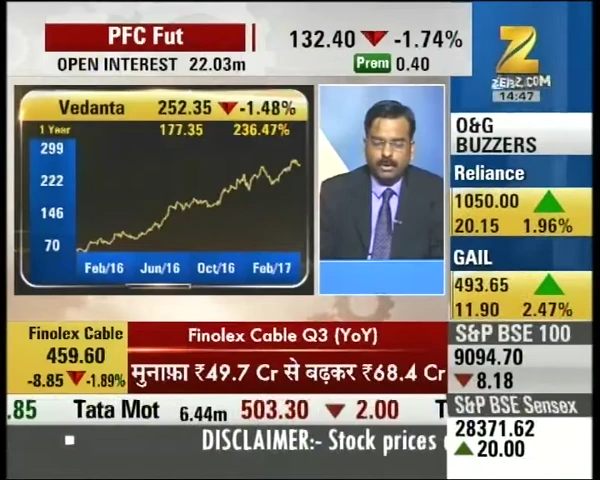 PFC Fut
132.40 -1.74%
OPEN INTEREST 22.03m
Prem 0.40
ZEEBIZ.COM
14:47
Vedanta 252.35 -1.48%
1 Year 177.35 236.47%
299
222
146
70
Feb/16 Jun/16 Oct/16 Feb/17
O&G
BUZZERS
Reliance
1050.00
20.15 1.96%
GAIL
493.65
11.90 2.47%
Finolex Cable
459.60
-8.85 -1.89%
Finolex Cable Q3 (YoY)
मुनाफ़ा ₹49.7 Cr से बढ़कर ₹68.4 Cr
S&P BSE 100
9094.70
8.18
S&P BSE Sensex
28371.62
20.00
.85 Tata Mot 6.44m 503.30 2.00 T
DISCLAIMER:- Stock prices